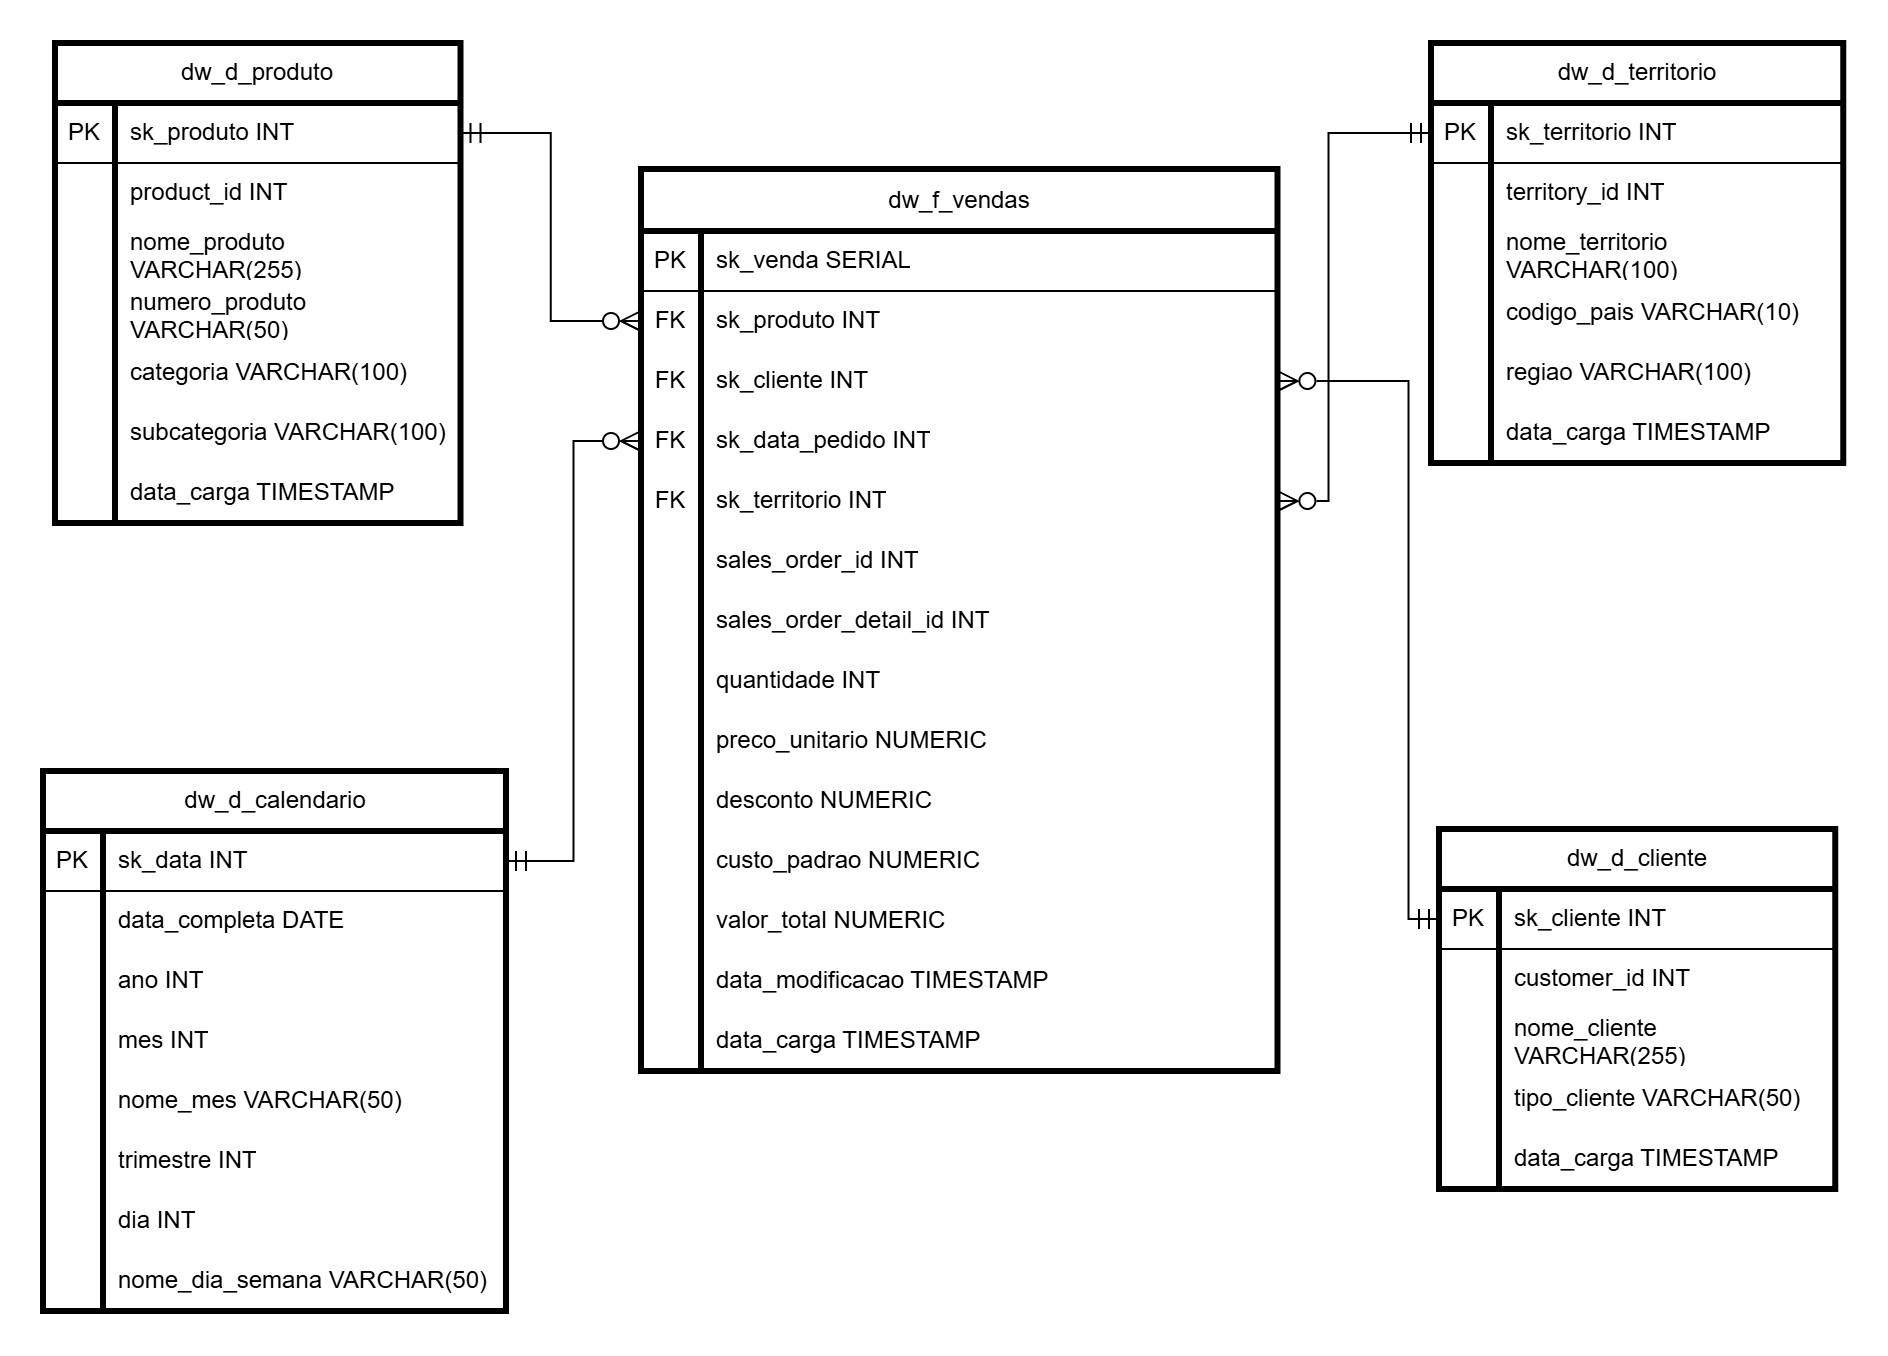 dw_d_produto
PK
sk_produto INT
product_id INT
nome_produto
VARCHAR(255)
numero_produto
VARCHAR(50)
categoria VARCHAR(100)
subcategoria VARCHAR(100)
data_carga TIMESTAMP
dw_d_calendario
PK
sk_data INT
data_completa DATE
ano INT
mes INT
nome_mes VARCHAR(50)
trimestre INT
dia INT
nome_dia_semana VARCHAR(50)
dw_f_vendas
PK
sk_venda SERIAL
FK
sk_produto INT
FK
sk_cliente INT
FK
sk_data_pedido INT
FK
sk_territorio INT
sales_order_id INT
sales_order_detail_id INT
quantidade INT
preco_unitario NUMERIC
desconto NUMERIC
custo_padrao NUMERIC
valor_total NUMERIC
data_modificacao TIMESTAMP
data_carga TIMESTAMP
dw_d_territorio
PK
sk_territorio INT
territory_id INT
nome_territorio
VARCHAR(100)
codigo_pais VARCHAR(10)
regiao VARCHAR(100)
data_carga TIMESTAMP
dw_d_cliente
PK
sk_cliente INT
customer_id INT
nome_cliente
VARCHAR(255)
tipo_cliente VARCHAR(50)
data_carga TIMESTAMP